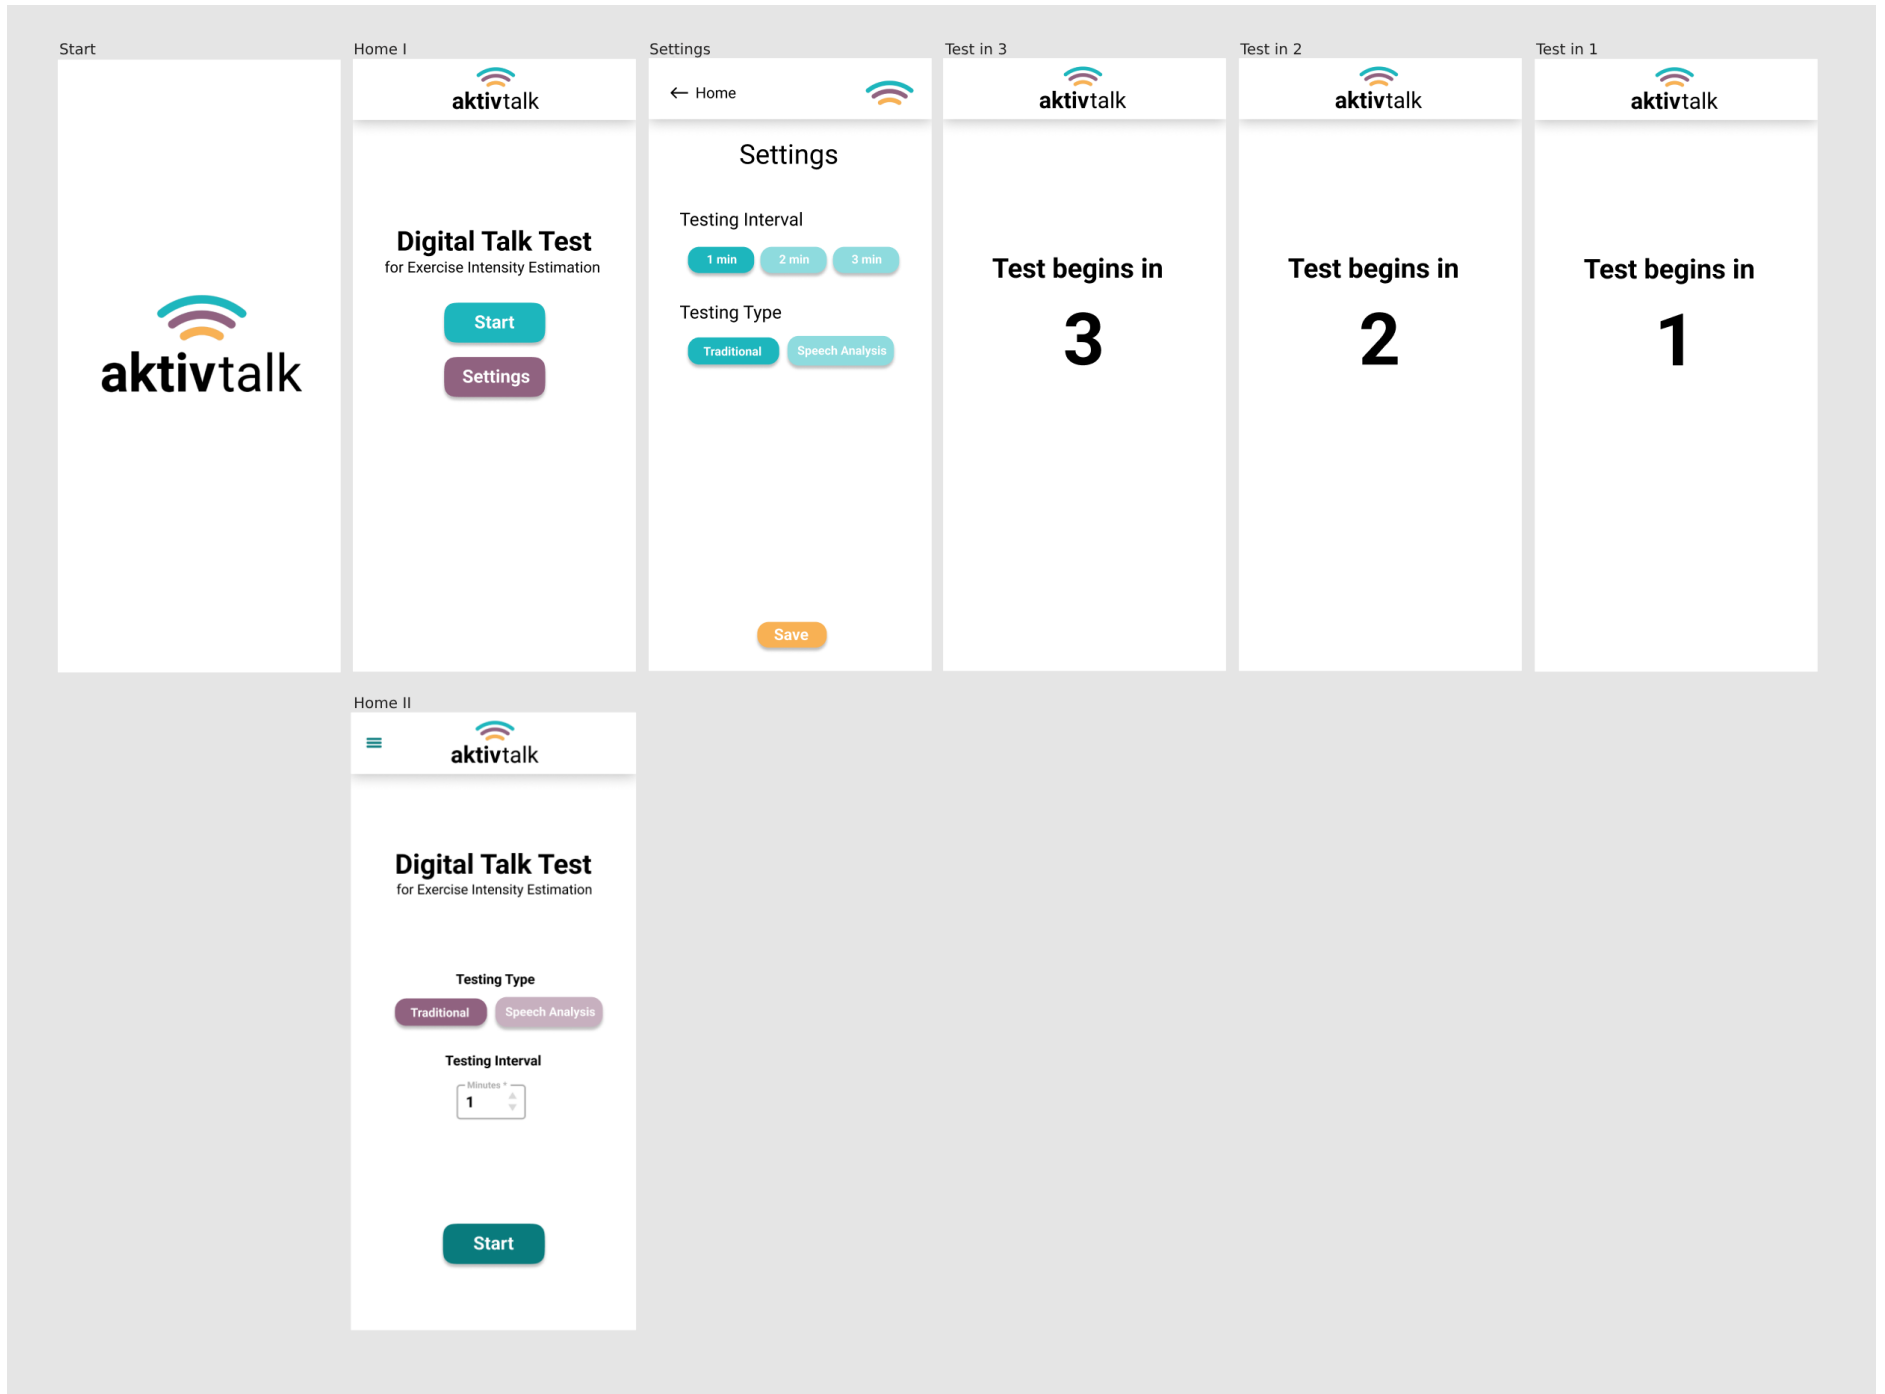 Start
aktivtalk
Home I
aktivtalk
Digital Talk Test
for Exercise Intensity Estimation
Start
Settings
Settings
← Home
Settings
Testing Interval
1 min 2 min 3 min
Testing Type
Traditional Speech Analysis
Save
Test in 3
aktivtalk
Test begins in
3
Test in 2
aktivtalk
Test begins in
2
Test in 1
aktivtalk
Test begins in
1
Home II
aktivtalk
Digital Talk Test
for Exercise Intensity Estimation
Testing Type
Traditional Speech Analysis
Testing Interval
Minutes *
1
Start